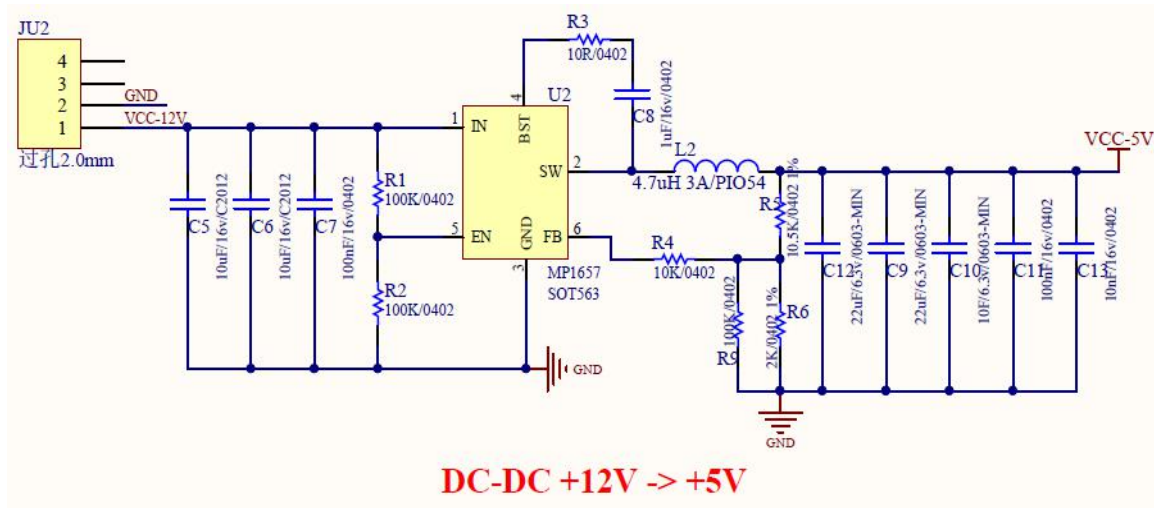 JU2
4
3
2
1
GND
VCC-12V
过孔2.0mm
C5
10uF/16v/C2012
C6
10uF/16v/C2012
C7
100nF/16v/0402
R1
100K/0402
R2
100K/0402
R3
10R/0402
C8
1uF/16v/0402
U2
1
IN
4
BST
SW
2
5
EN
GND
3
FB
6
MP1657
SOT563
L2
4.7uH 3A/PIO54
R4
10K/0402
R5
10.5K/0402 1%
R9
100K/0402
R6
2K/0402 1%
C12
22uF/6.3v/0603-MIN
C9
22uF/6.3v/0603-MIN
C10
10F/6.3v/0603-MIN
C11
100nF/16v/0402
C13
10nF/16v/0402
VCC-5V
GND
GND
DC-DC +12V -> +5V